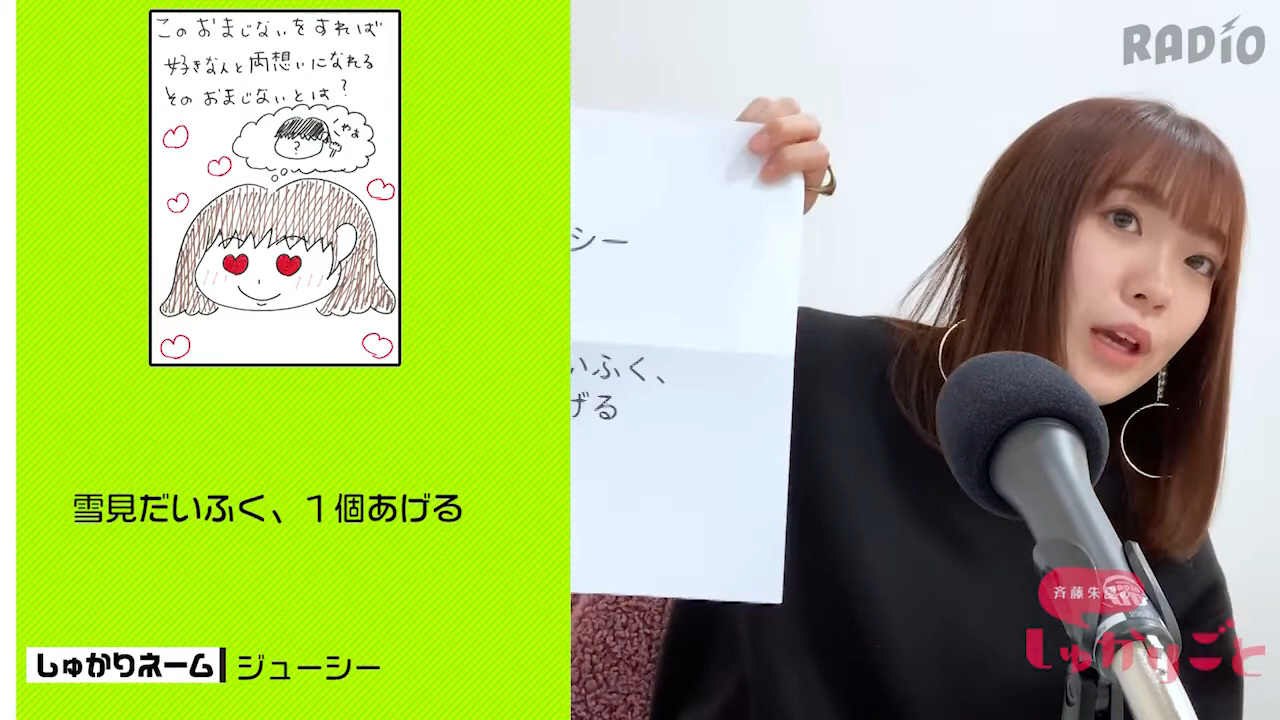 このおまじないをすれば
好きな人と両想いになれる
そのおまじないとは?
やぁ
?
雪見だいふく、1個あげる
しゅかりネーム
ジューシー
RADIO
シー
いふく、
げる
斉藤朱
しゅかりごと